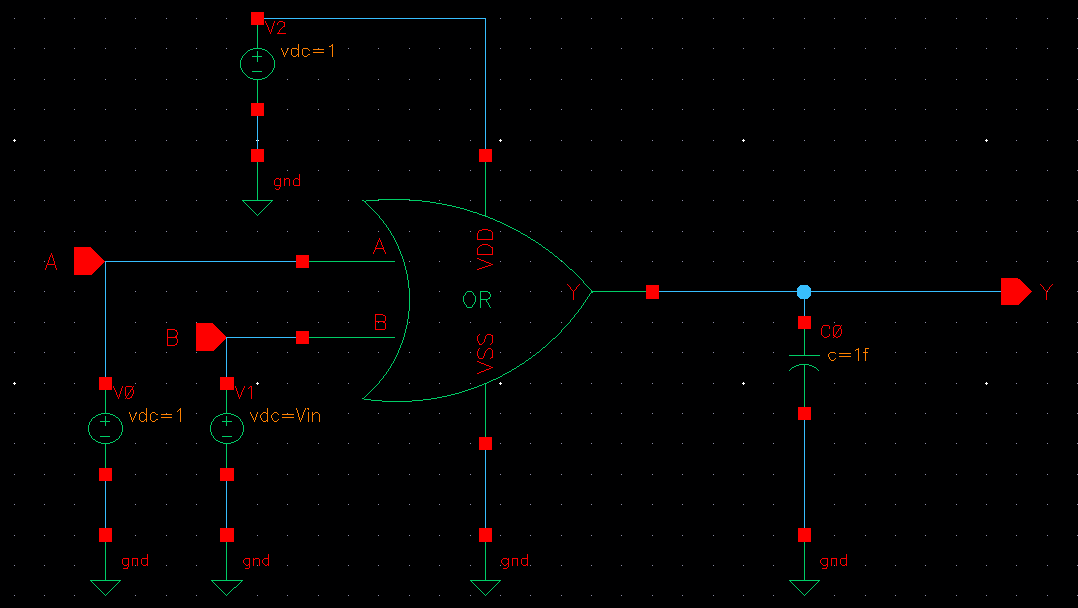 V2
vdc=1
gnd
A
A
VDD
OR
Y
Y
B
B
VSS
C0
c=1f
V0
vdc=1
V1
vdc=Vin
gnd
gnd
gnd
gnd